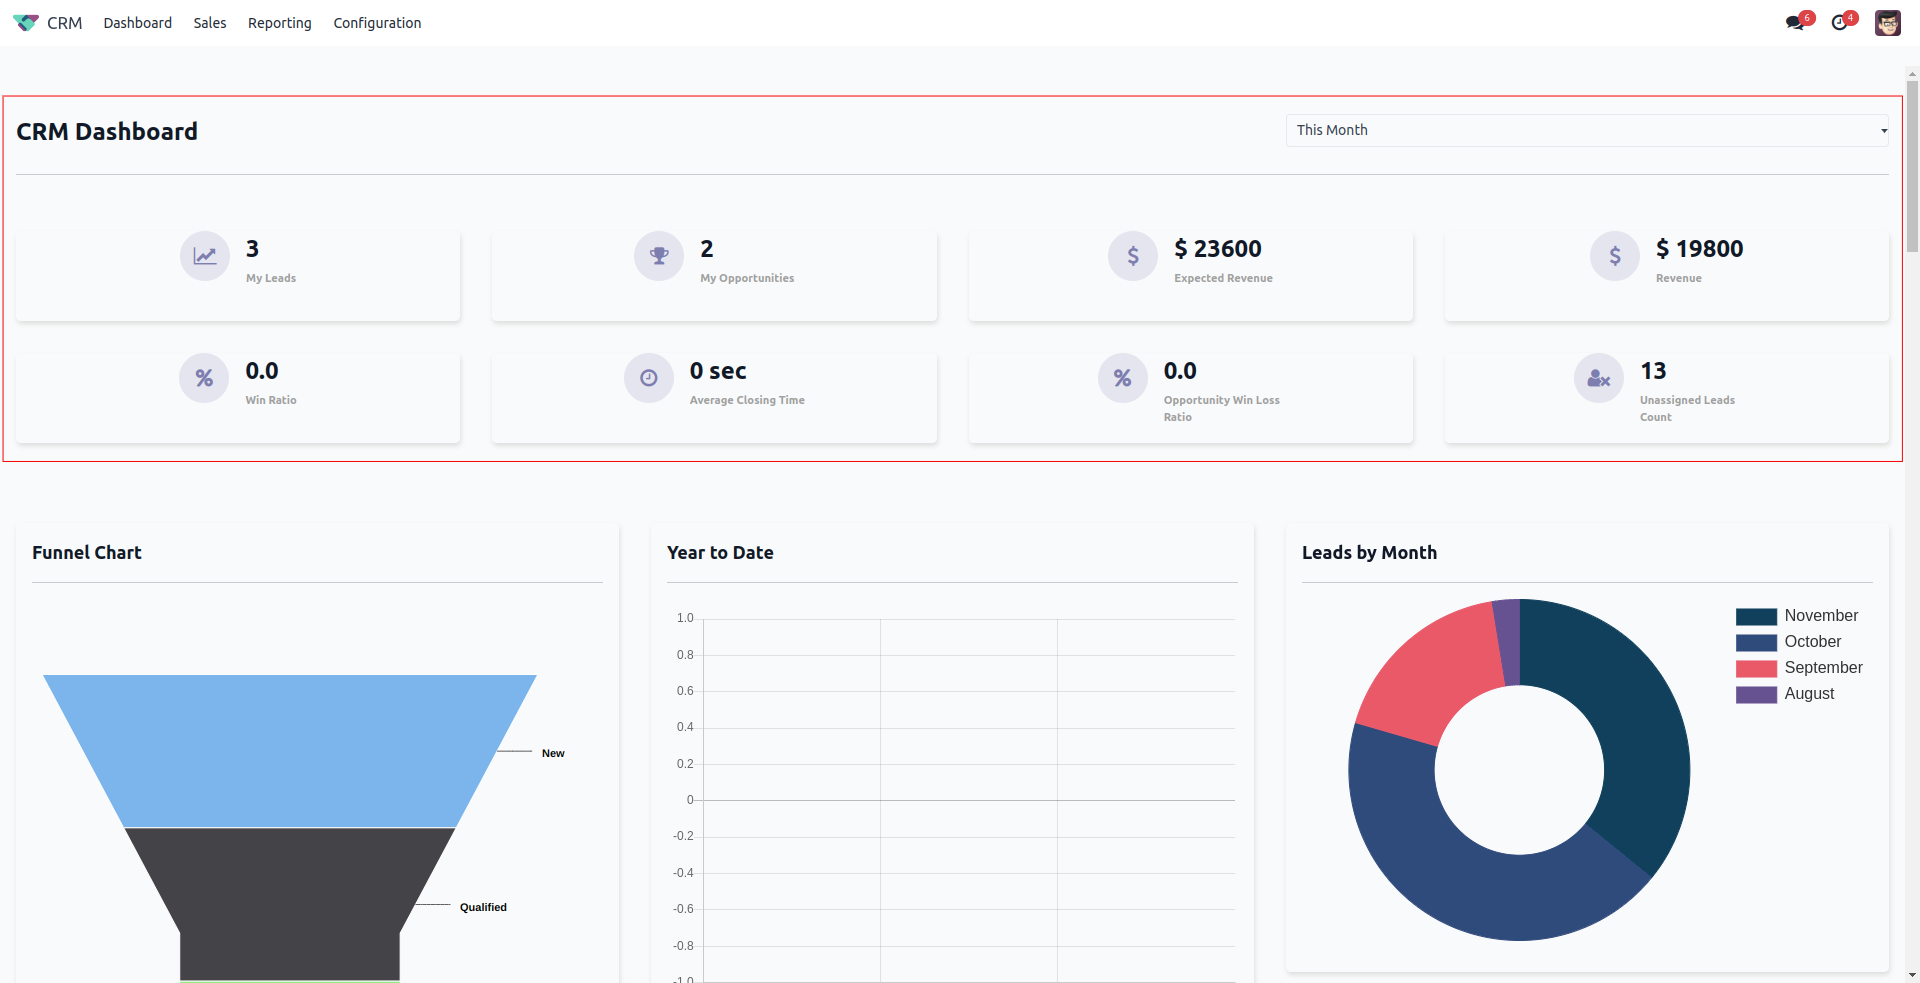 CRM Dashboard Sales Reporting Configuration 6 4
CRM Dashboard
This Month
3
My Leads
2
My Opportunities
$ 23600
Expected Revenue
$ 19800
Revenue
0.0
Win Ratio
0 sec
Average Closing Time
0.0
Opportunity Win Loss
Ratio
13
Unassigned Leads
Count
Funnel Chart
New
Qualified
Year to Date
1.0
0.8
0.6
0.4
0.2
0
-0.2
-0.4
-0.6
-0.8
-1.0
Leads by Month
November
October
September
August